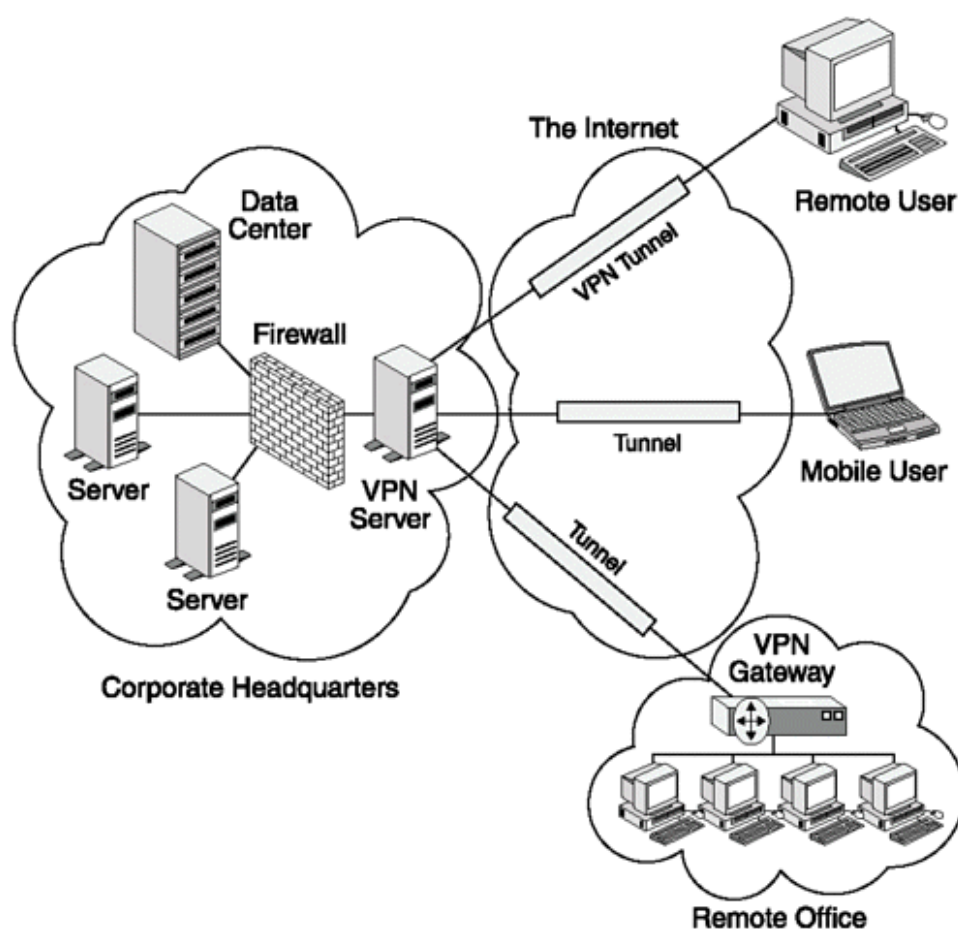 The Internet
Remote User
Data
Center
VPN Tunnel
Firewall
Server
VPN
Server
Tunnel
Mobile User
Server
Tunnel
Corporate Headquarters
VPN
Gateway
Remote Office